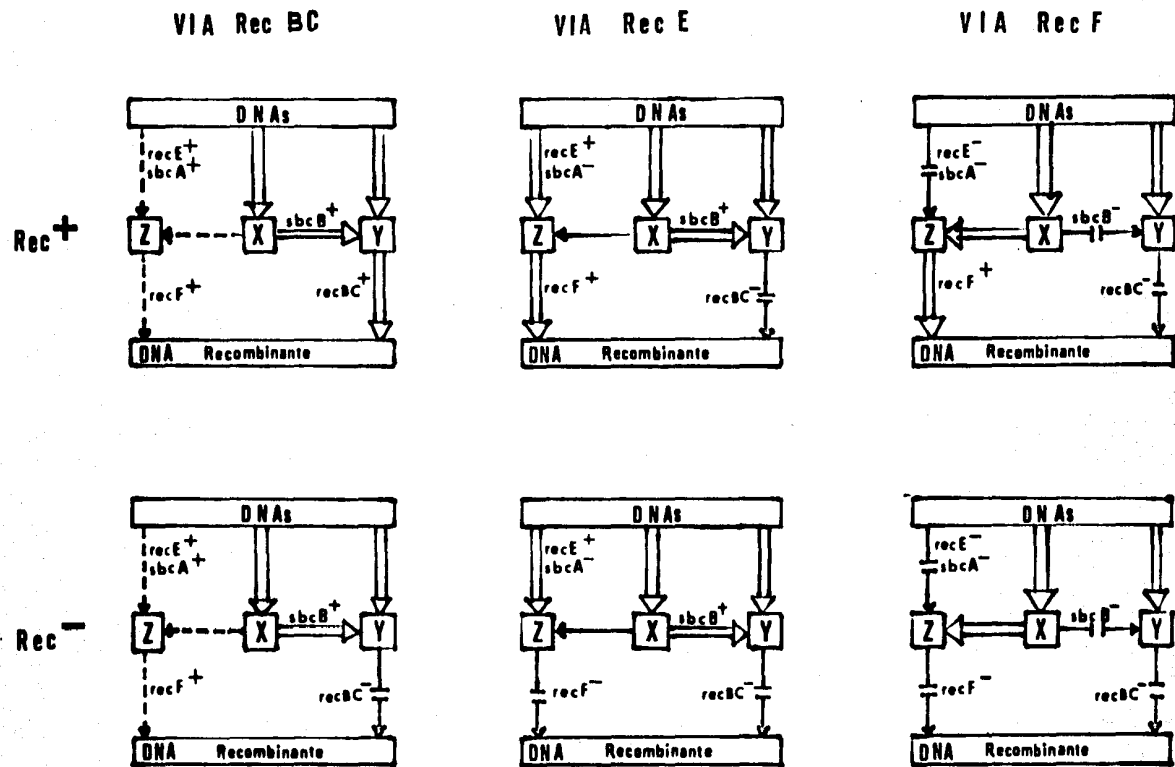 VIA Rec BC
VIA Rec E
VIA Rec F
Rec+
DNAs
recE+
sbcA+
Z
X
sbcB+
Y
recF+
recBC+
DNA Recombinante
DNAs
recE+
sbcA-
Z
X
sbcB+
Y
recF+
recBC-
DNA Recombinante
DNAs
recE-
sbcA-
Z
X
sbcB-
Y
recF+
recBC-
DNA Recombinante
Rec-
DNAs
recE+
sbcA+
Z
X
sbcB+
Y
recF+
recBC-
DNA Recombinante
DNAs
recE+
sbcA-
Z
X
sbcB+
Y
recF-
recBC-
DNA Recombinante
DNAs
recE-
sbcA-
Z
X
sbcB-
Y
recF-
recBC-
DNA Recombinante